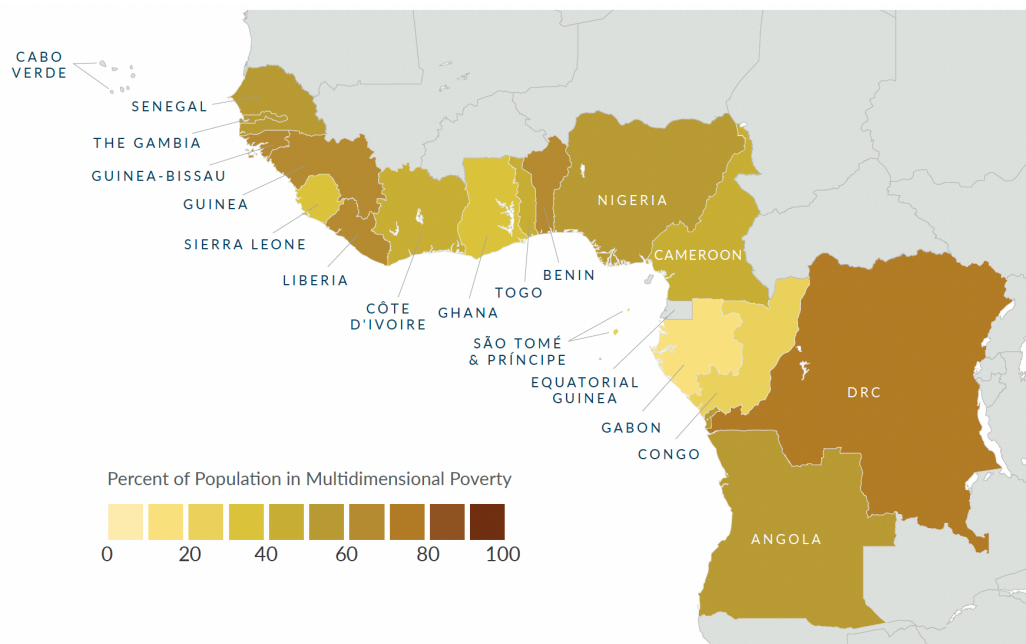 CABO
VERDE
SENEGAL
THE GAMBIA
GUINEA-BISSAU
GUINEA
SIERRA LEONE
LIBERIA
CÔTE
D'IVOIRE
GHANA
TOGO
BENIN
NIGERIA
CAMEROON
SÃO TOMÉ
& PRÍNCIPE
EQUATORIAL
GUINEA
GABON
CONGO
DRC
ANGOLA
Percent of Population in Multidimensional Poverty
0 20 40 60 80 100